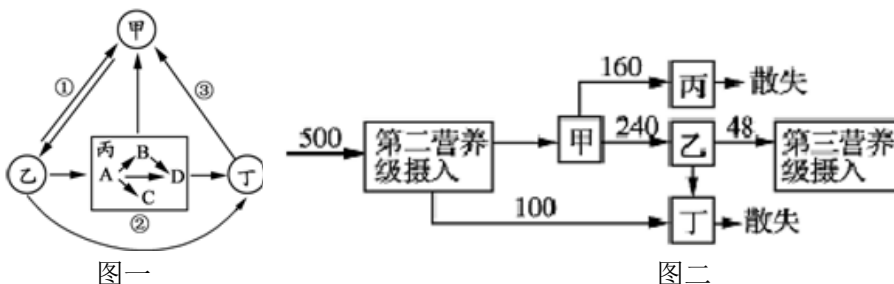 甲
①
③
乙
丙
B
A
D
C
丁
②
图一
500
第二营养
级摄入
甲
160
丙
散失
240
乙
48
第三营养
级摄入
100
丁
散失
图二